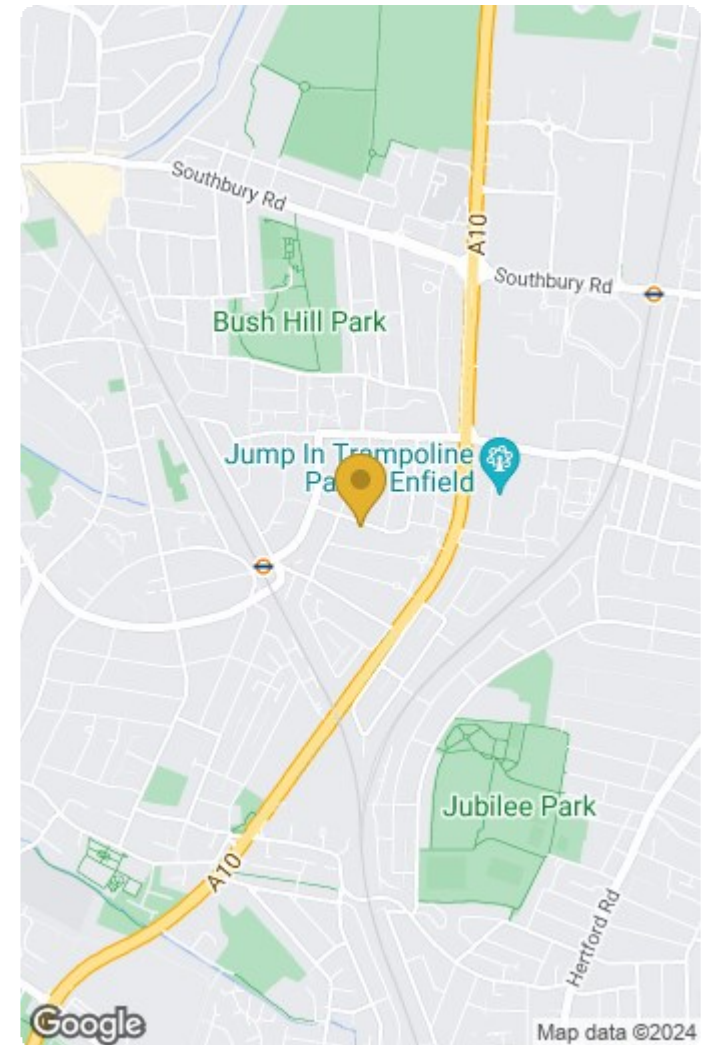 Southbury Rd
A10
Southbury Rd
Bush Hill Park
Jump In Trampoline
Park Enfield
Jubilee Park
A10
Hertford Rd
Google
Map data ©2024